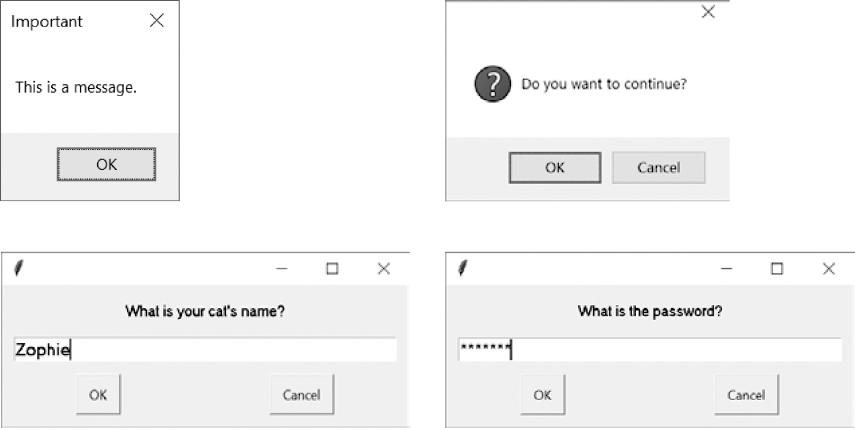 Important
This is a message.
OK
?
Do you want to continue?
OK
Cancel
What is your cat's name?
Zophie
OK
Cancel
What is the password?
*******
OK
Cancel